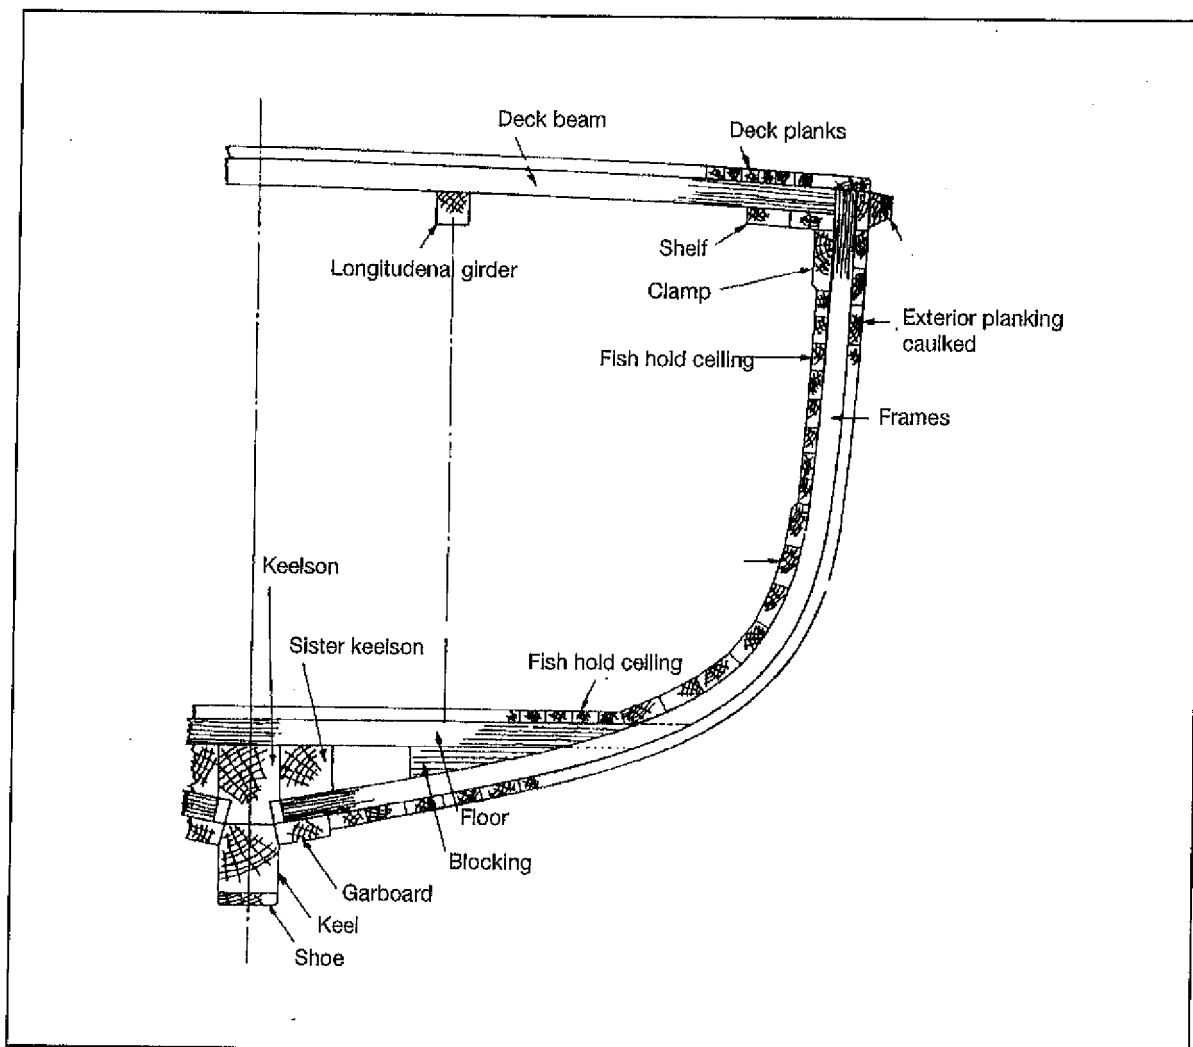 Deck beam
Deck planks
Longitudenal girder
Shelf
Clamp
Exterior planking
caulked
Fish hold ceiling
Frames
Keelson
Sister keelson
Fish hold ceiling
Floor
Blocking
Garboard
Keel
Shoe